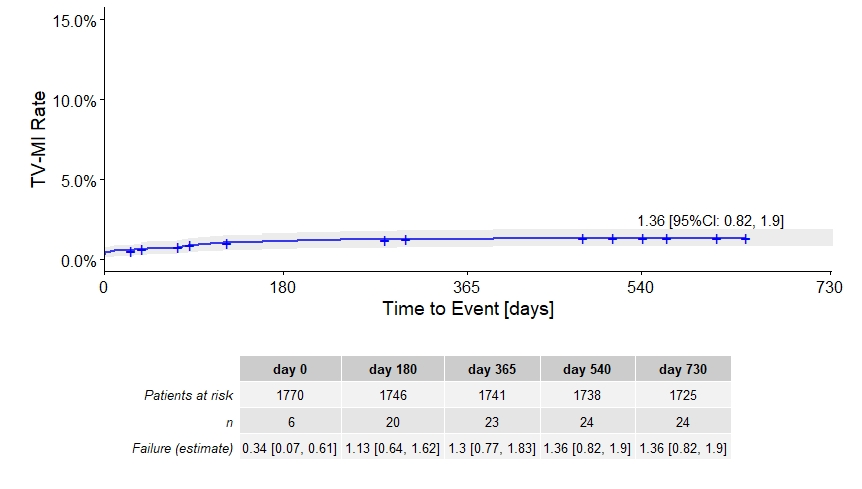 15.0%
10.0%
5.0%
0.0%
TV-MI Rate
1.36 [95%CI: 0.82, 1.9]
0 180 365 540 730
Time to Event [days]
day 0 day 180 day 365 day 540 day 730
Patients at risk 1770 1746 1741 1738 1725
n 6 20 23 24 24
Failure (estimate) 0.34 [0.07, 0.61] 1.13 [0.64, 1.62] 1.3 [0.77, 1.83] 1.36 [0.82, 1.9] 1.36 [0.82, 1.9]